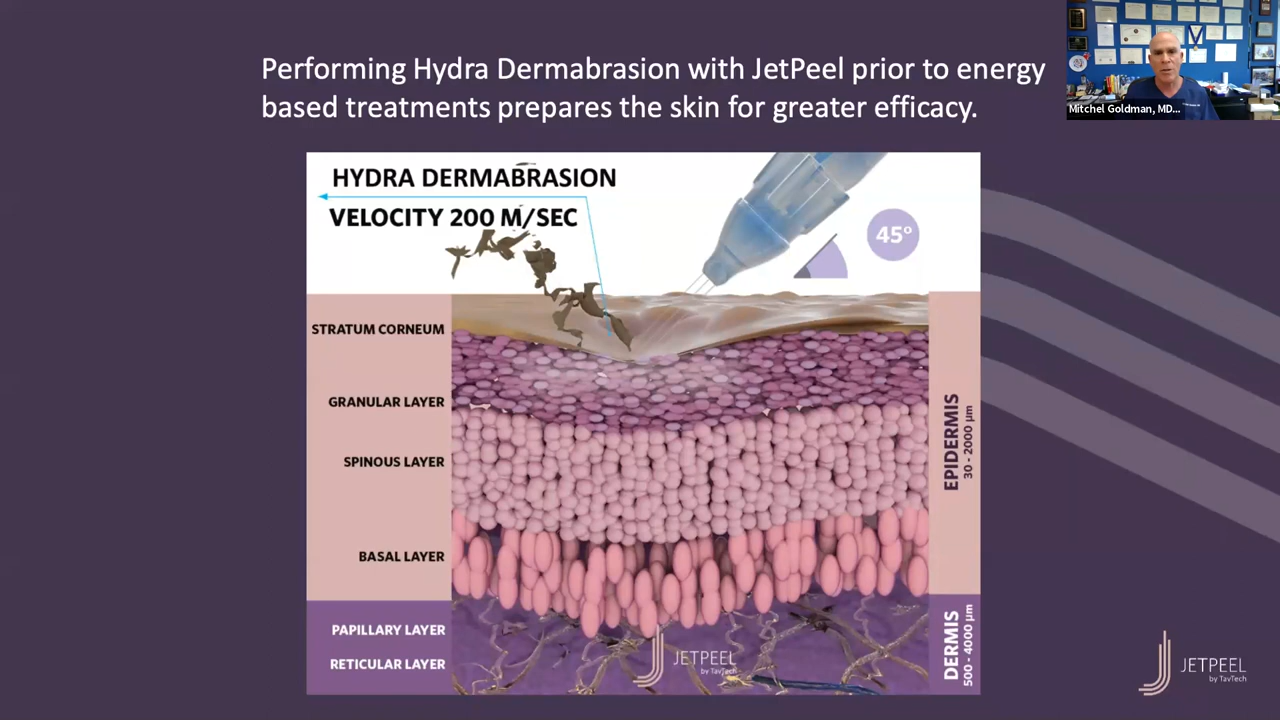 Performing Hydra Dermabrasion with JetPeel prior to energy
based treatments prepares the skin for greater efficacy.
Mitchel Goldman, MD...
HYDRA DERMABRASION
VELOCITY 200 M/SEC
45º
STRATUM CORNEUM
GRANULAR LAYER
SPINOUS LAYER
BASAL LAYER
PAPILLARY LAYER
RETICULAR LAYER
EPIDERMIS
30 - 2000 µm
DERMIS
500 - 4000 µm
JETPEEL
by TavTech
JETPEEL
by TavTech